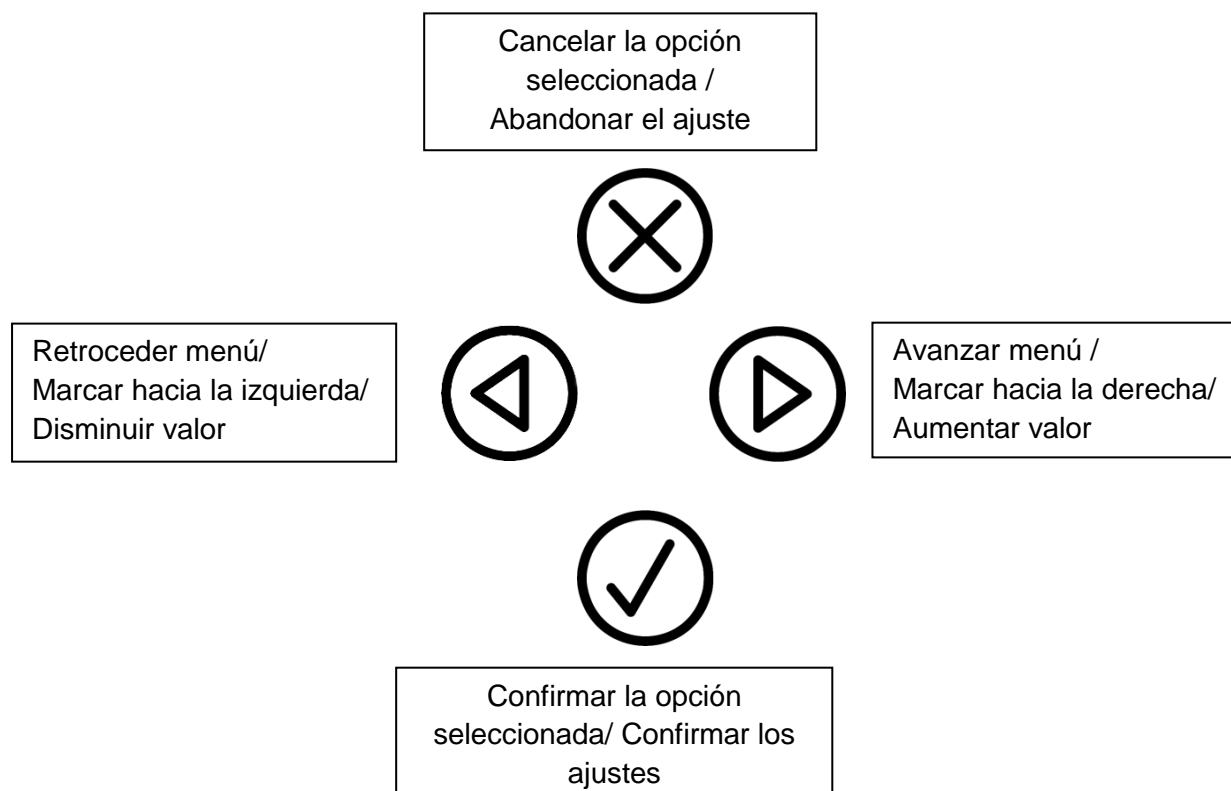 Cancelar la opción
seleccionada /
Abandonar el ajuste
Retroceder menú/
Marcar hacia la izquierda/
Disminuir valor
Avanzar menú /
Marcar hacia la derecha/
Aumentar valor
Confirmar la opción
seleccionada/ Confirmar los
ajustes